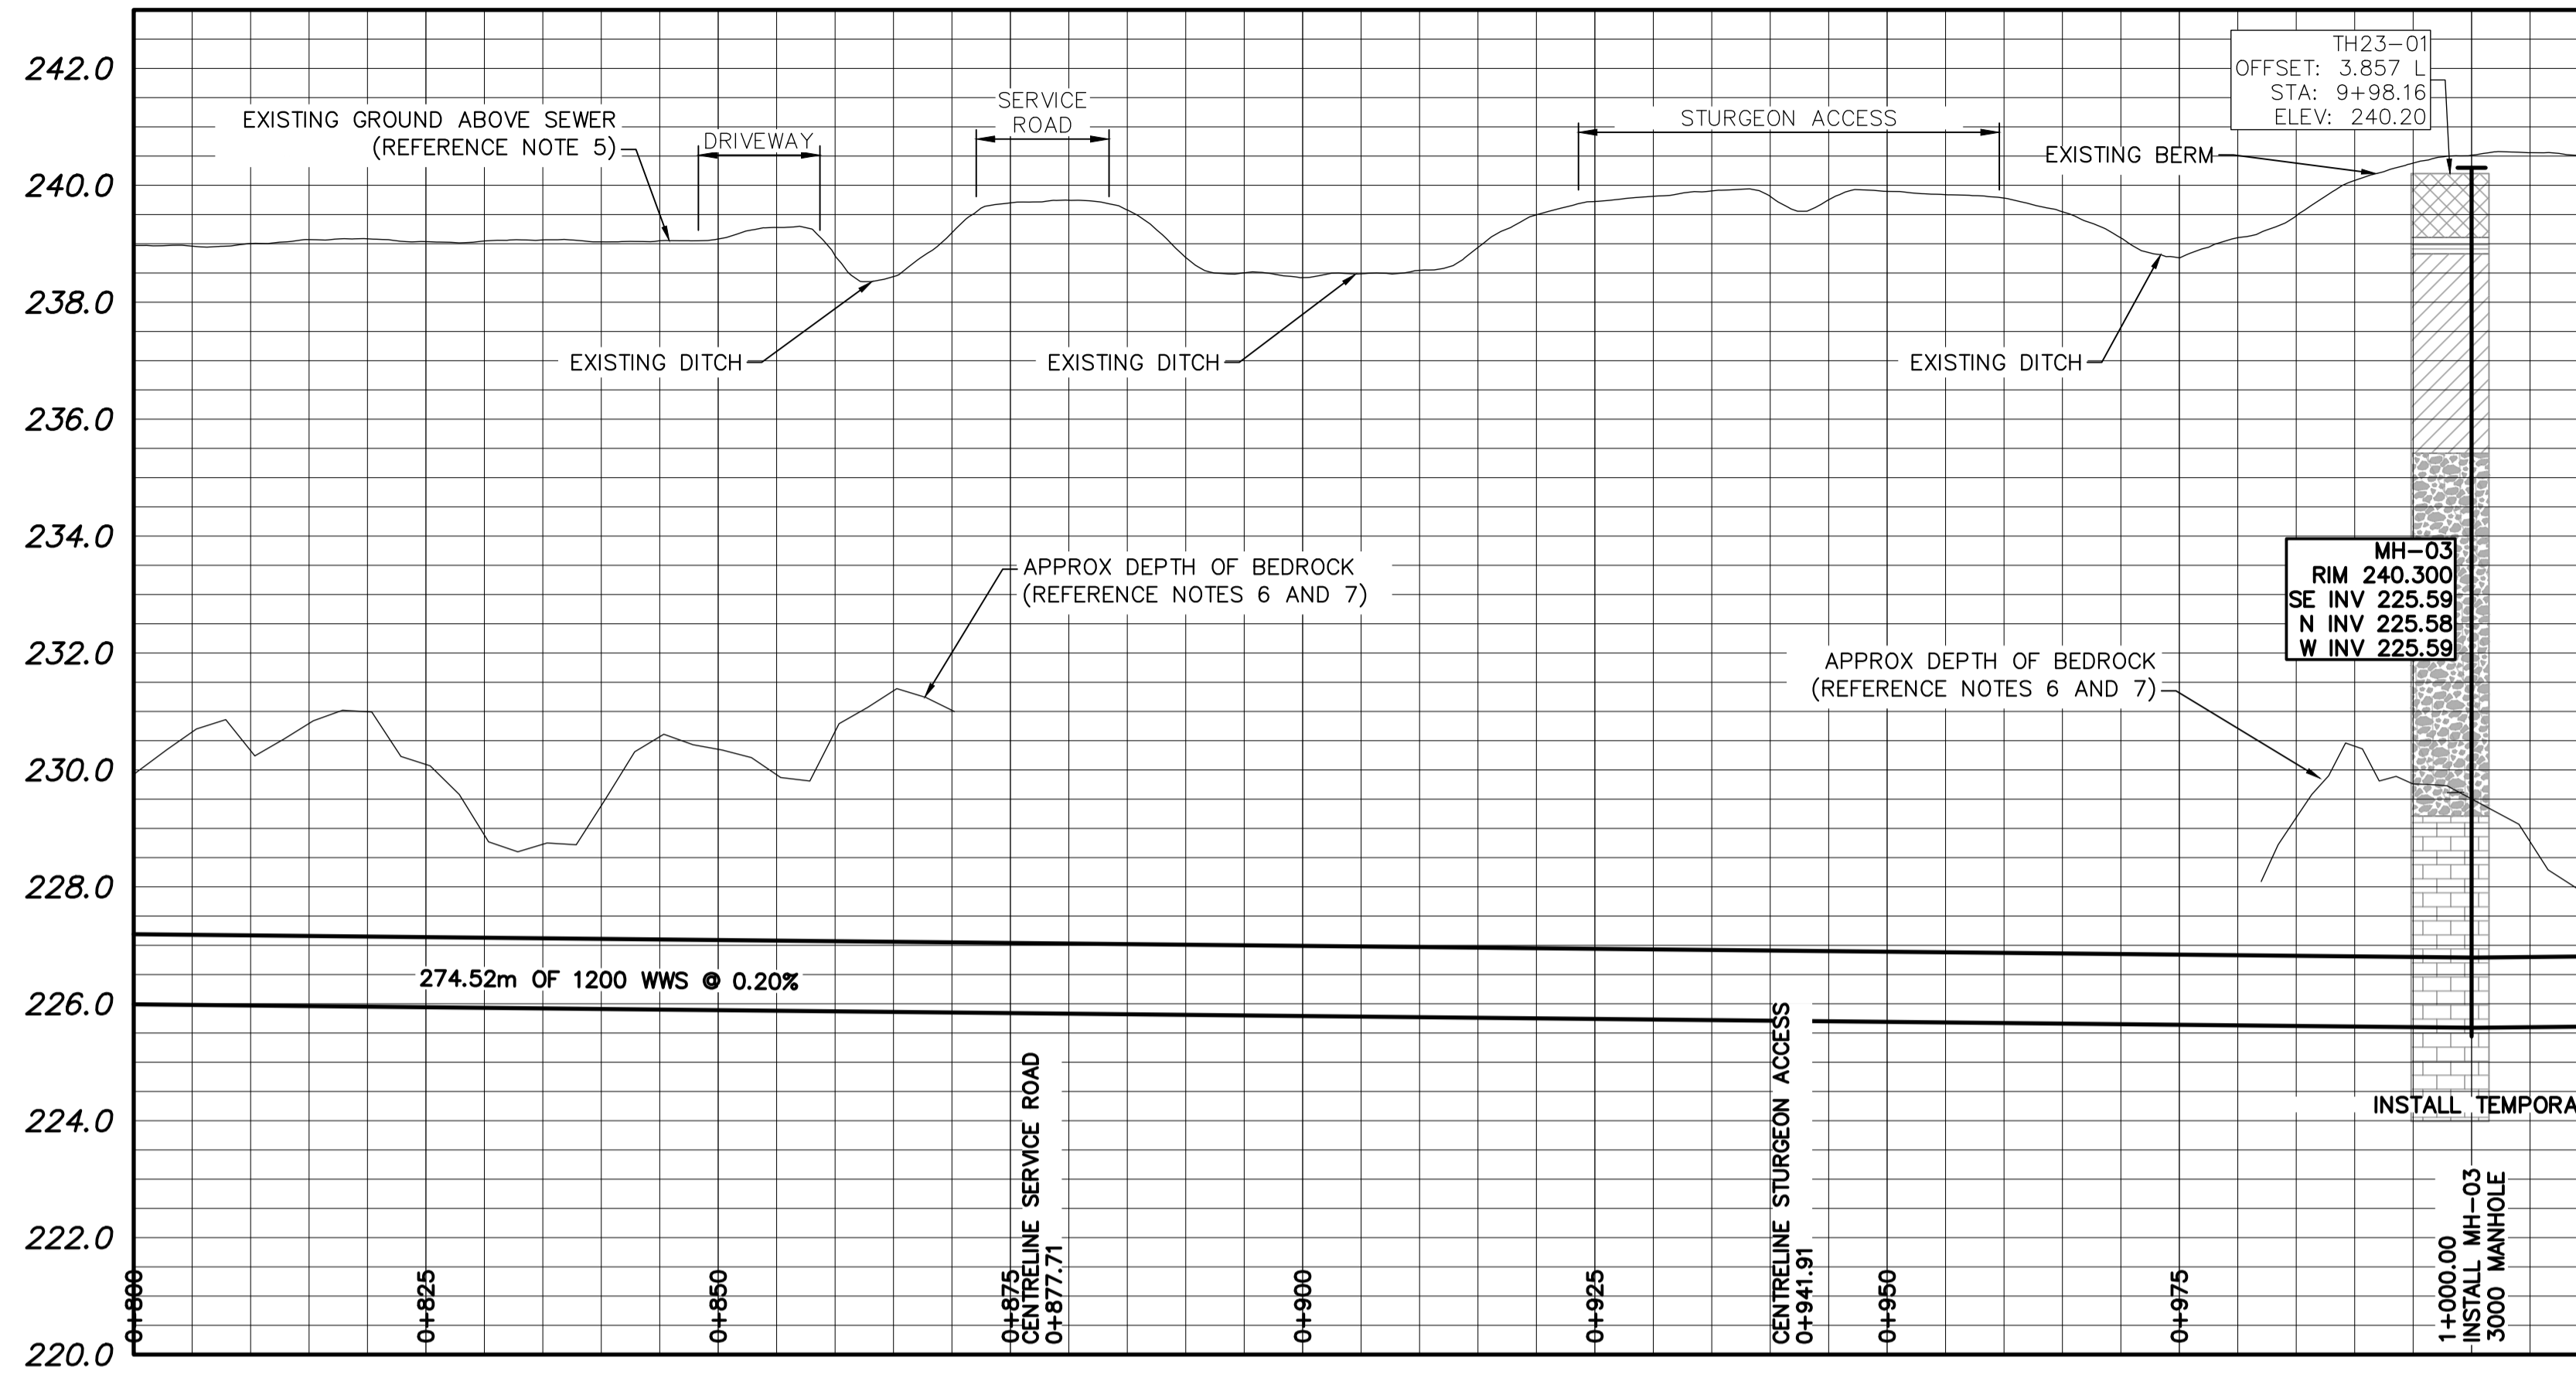 242.0
240.0
238.0
236.0
234.0
232.0
230.0
228.0
226.0
224.0
222.0
220.0
EXISTING GROUND ABOVE SEWER
(REFERENCE NOTE 5)
DRIVEWAY
SERVICE
ROAD
STURGEON ACCESS
EXISTING BERM
TH23-01
OFFSET: 3.857 L
STA: 9+98.16
ELEV: 240.20
EXISTING DITCH
EXISTING DITCH
EXISTING DITCH
APPROX DEPTH OF BEDROCK
(REFERENCE NOTES 6 AND 7)
APPROX DEPTH OF BEDROCK
(REFERENCE NOTES 6 AND 7)
MH-03
RIM 240.300
SE INV 225.59
N INV 225.58
W INV 225.59
274.52m OF 1200 WWS @ 0.20%
INSTALL TEMPORA
0+800
0+825
0+850
0+875
CENTRELINE SERVICE ROAD
0+877.71
0+900
0+925
CENTRELINE STURGEON ACCESS
0+941.91
0+950
0+975
1+000.00
INSTALL MH-03
3000 MANHOLE